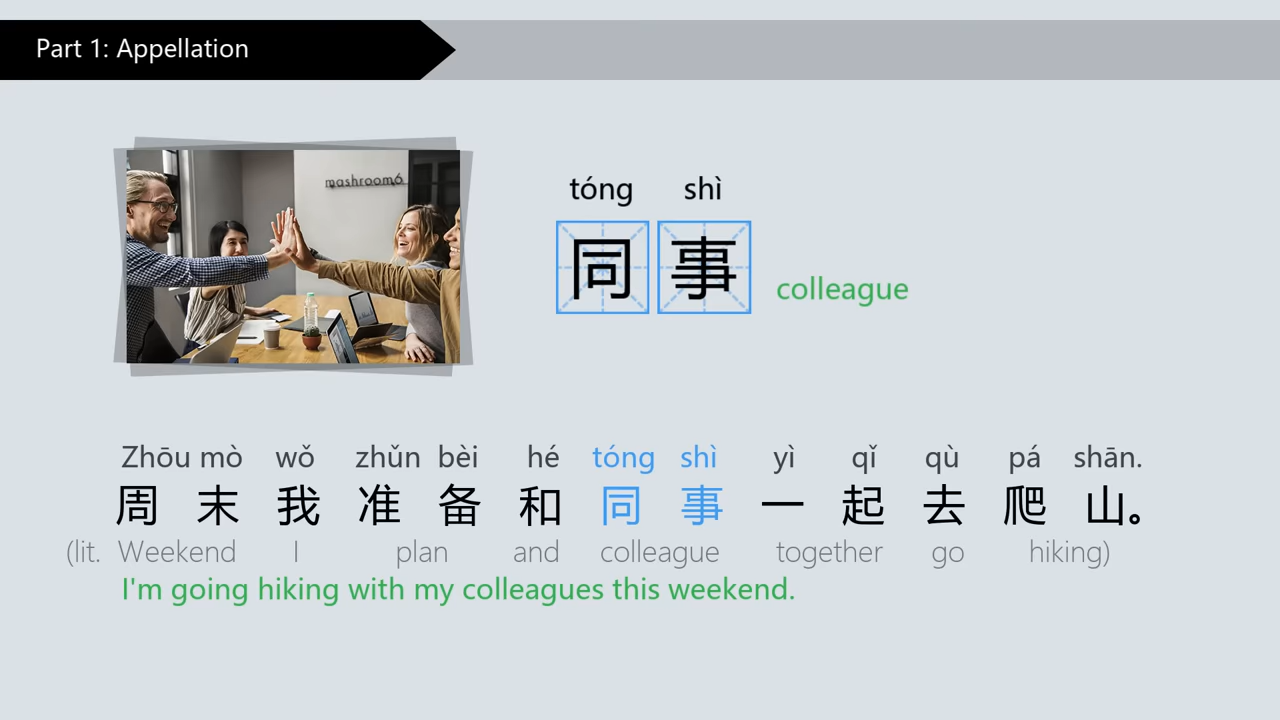 Part 1: Appellation
mashroom6
tóng shì
同事
colleague
Zhōu mò wǒ zhǔn bèi hé tóng shì yì qǐ qù pá shān.
周末我准备和同事一起去爬山。
(lit. Weekend I plan and colleague together go hiking)
I'm going hiking with my colleagues this weekend.